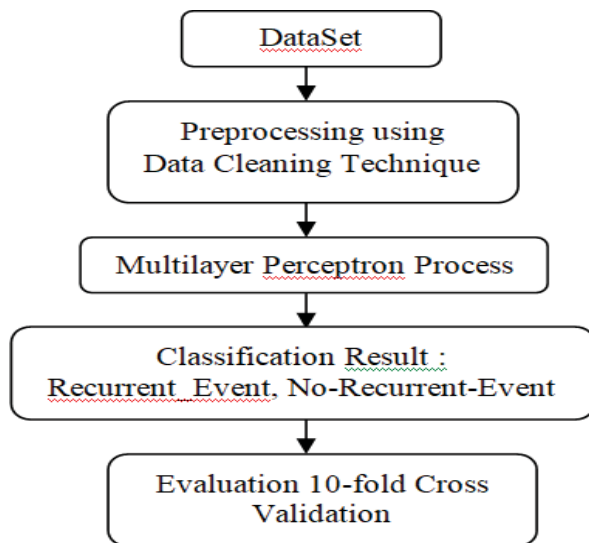 DataSet
Preprocessing using
Data Cleaning Technique
Multilayer Perceptron Process
Classification Result :
Recurrent_Event, No-Recurrent-Event
Evaluation 10-fold Cross
Validation